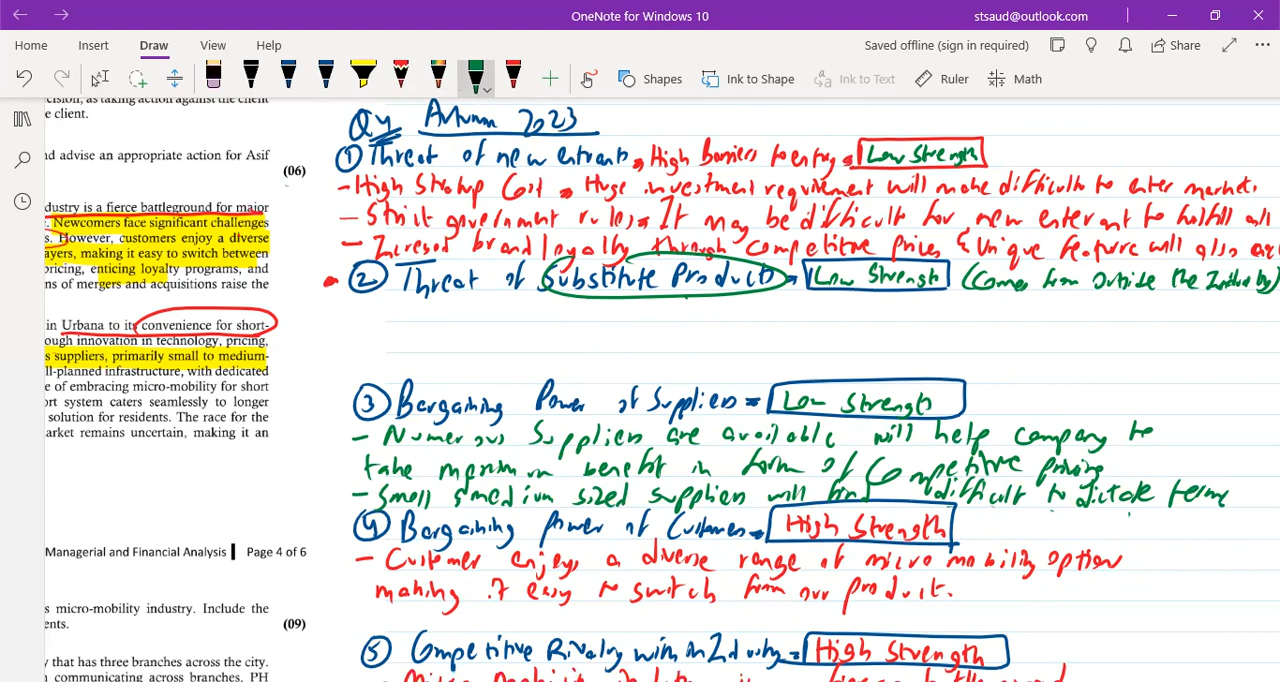 OneNote for Windows 10
stsaud@outlook.com
Home Insert Draw View Help
Saved offline (sign in required) Share
Shapes Ink to Shape Ink to Text Ruler Math
cision, as taking action against the client
e client.
nd advise an appropriate action for Asif
(06)
dustry is a fierce battleground for major
. Newcomers face significant challenges
s. However, customers enjoy a diverse
ayers, making it easy to switch between
pricing, enticing loyalty programs, and
ns of mergers and acquisitions raise the
in Urbana to its convenience for short-
ough innovation in technology, pricing,
s suppliers, primarily small to medium-
ll-planned infrastructure, with dedicated
e of embracing micro-mobility for short
ort system caters seamlessly to longer
solution for residents. The race for the
arket remains uncertain, making it an
Managerial and Financial Analysis Page 4 of 6
s micro-mobility industry. Include the
ents.
(09)
y that has three branches across the city.
n communicating across branches. PH
Q4 Autumn 2023
① Threat of new entrants, High Barriers to entry = Low Strength
- High Startup Cost, Huge investment requirement will make difficult to enter market.
- Strict government rules = It may be difficult for new enterant to fulfill all
- brand loyalty through Competitive Prices & Unique feature will also
② Threat of Substitute Products = Low Strength (Comes from outside the Industry)
③ Bargaining Power of Suppliers = Low Strength
- Numerous Suppliers are available will help company to
take benefit in form of Competitive pricing
- Small & medium sized suppliers will find difficult to dictate terms
④ Bargaining power of Customers = High Strength
- Customer enjoys a diverse range of micro mobility option
making it easy to switch from our product.
⑤ Competitive Rivalry with in Industry = High Strength